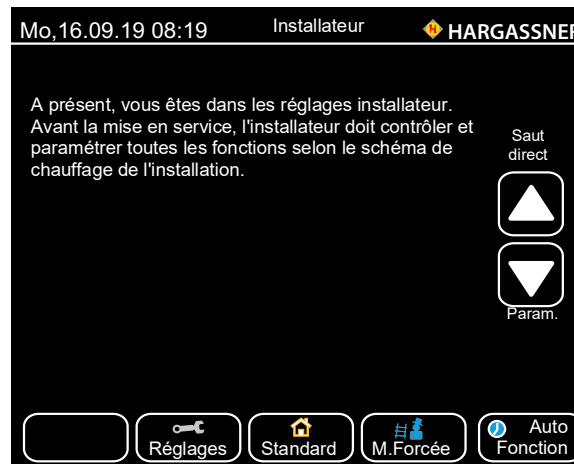 Mo,16.09.19 08:19 Installateur HARGASSNER
A présent, vous êtes dans les réglages installateur.
Avant la mise en service, l'installateur doit contrôler et
paramétrer toutes les fonctions selon le schéma de
chauffage de l'installation.
Saut
direct
Param.
Réglages
Standard
M.Forcée
Auto
Fonction